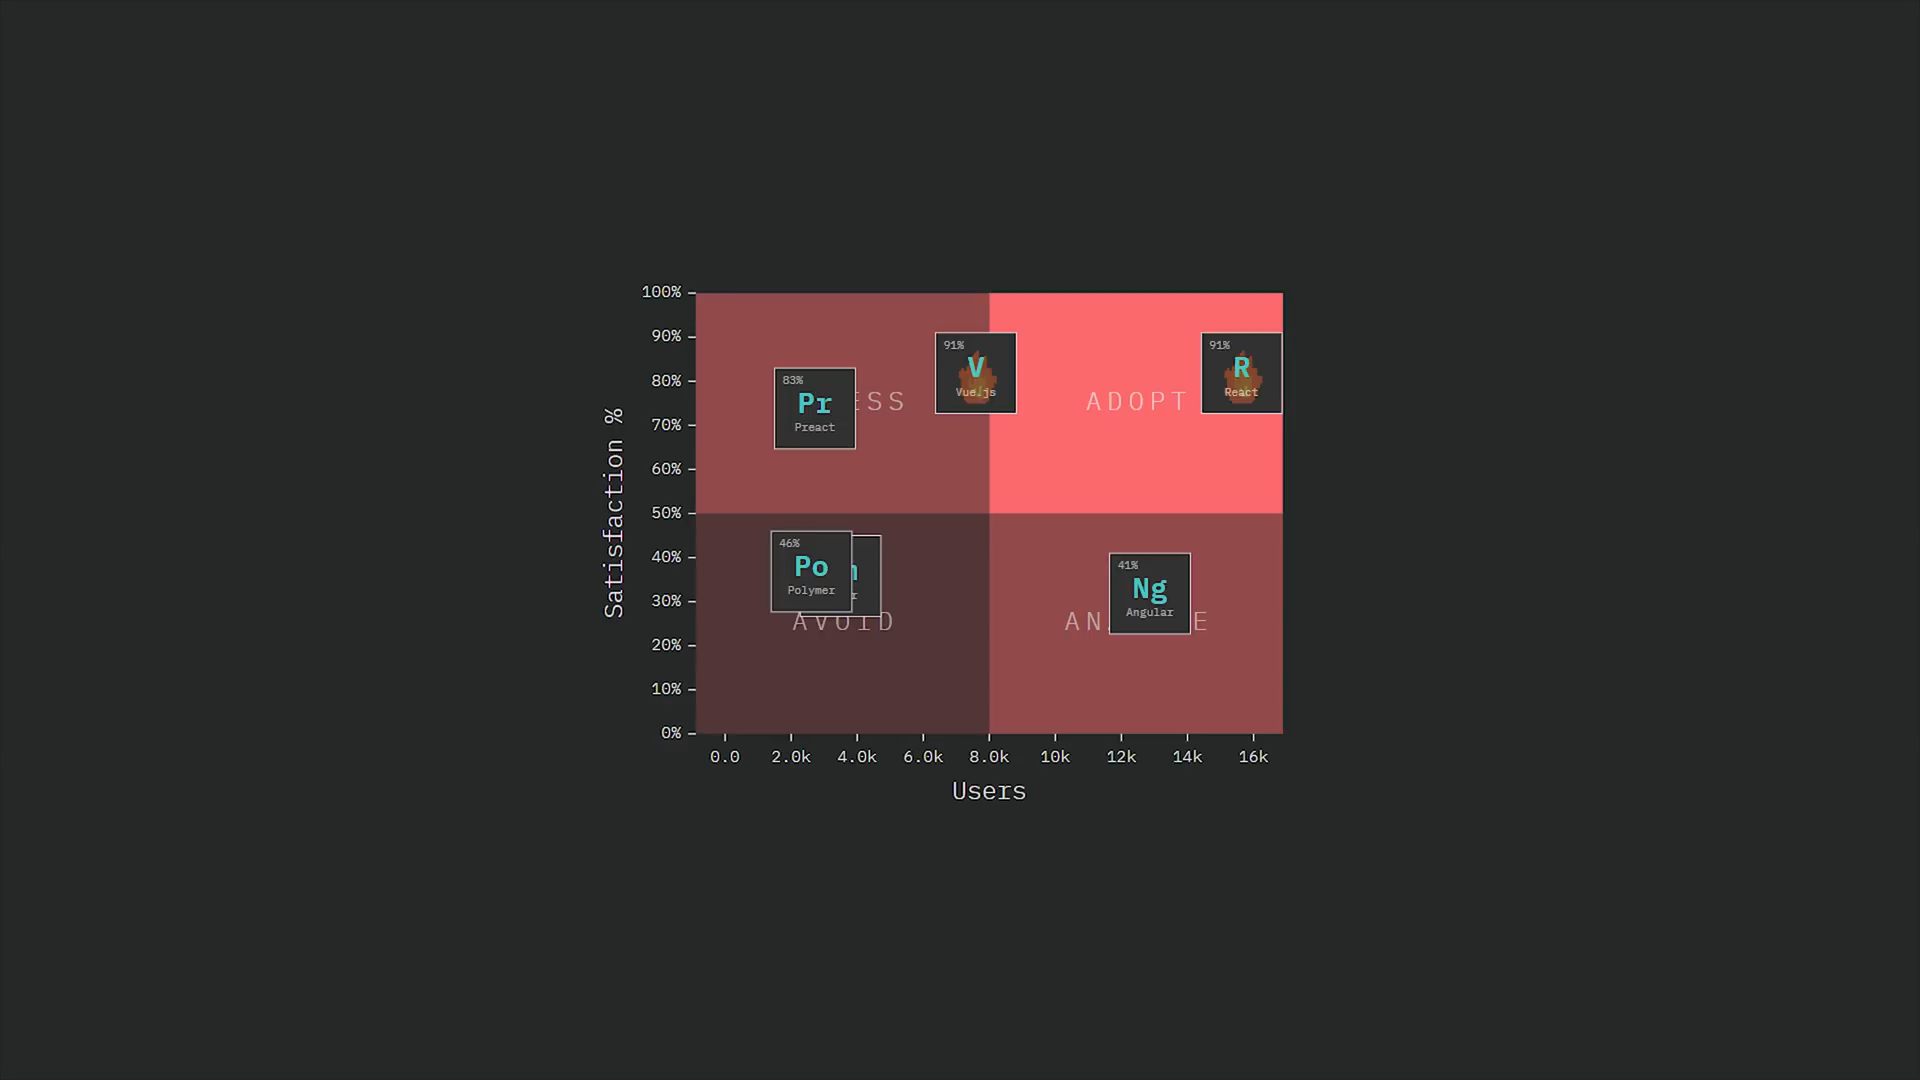 100%
90%
80%
70%
60%
50%
40%
30%
20%
10%
0%
Satisfaction %
91%
V
Vue.js
91%
R
React
83%
Pr
Preact
ADOPT
46%
Po
Polymer
AVOID
41%
Ng
Angular
0.0 2.0k 4.0k 6.0k 8.0k 10k 12k 14k 16k
Users